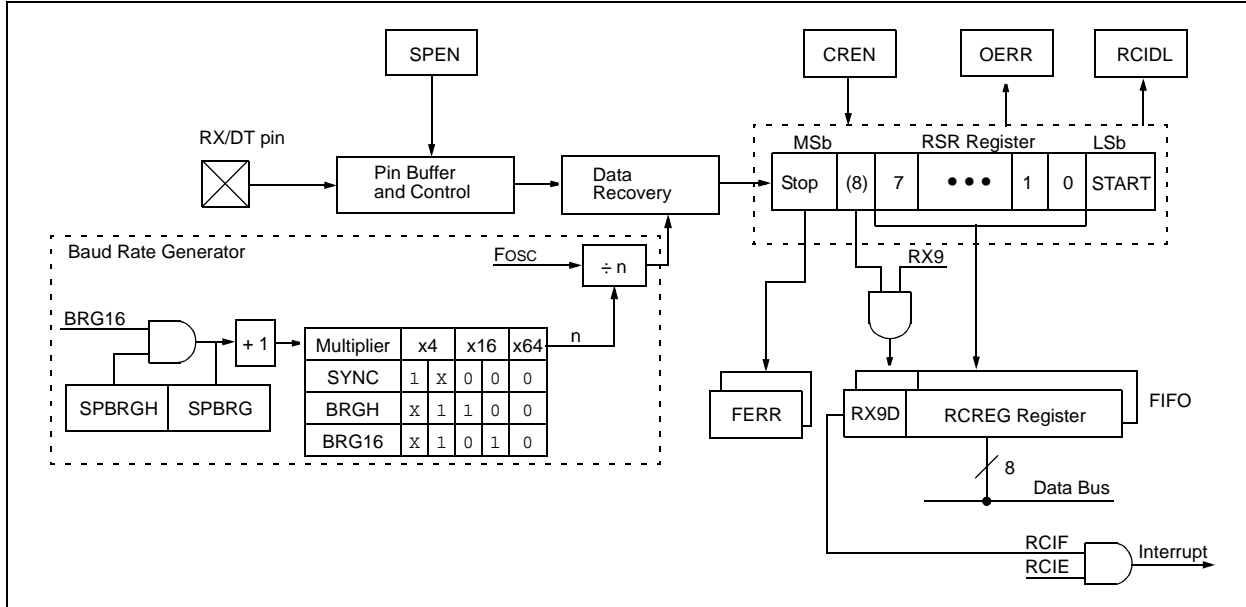 SPEN
CREN
OERR
RCIDL
RX/DT pin
MSb
RSR Register
LSb
Pin Buffer
and Control
Data
Recovery
Stop (8) 7 ••• 1 0 START
Baud Rate Generator
FOSC
÷ n
RX9
BRG16
+ 1
n
Multiplier x4 x16 x64
SYNC 1 X 0 0 0
BRGH X 1 1 0 0
BRG16 X 1 0 1 0
SPBRGH SPBRG
FERR
RX9D RCREG Register
FIFO
8
Data Bus
RCIF
RCIE
Interrupt